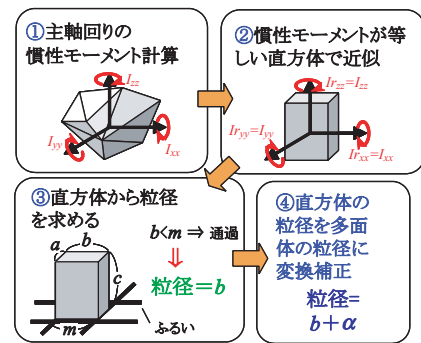 ①主軸回りの
慣性モーメント計算
Izz
Iyy
Ixx
②慣性モーメントが等
しい直方体で近似
Irzz=Izz
Iryy=Iyy
Irxx=Ixx
③直方体から粒径
を求める
a
b
c
m
ふるい
b<m ⇒ 通過
⇓
粒径=b
④直方体の
粒径を多面
体の粒径に
変換補正
粒径=
b+α